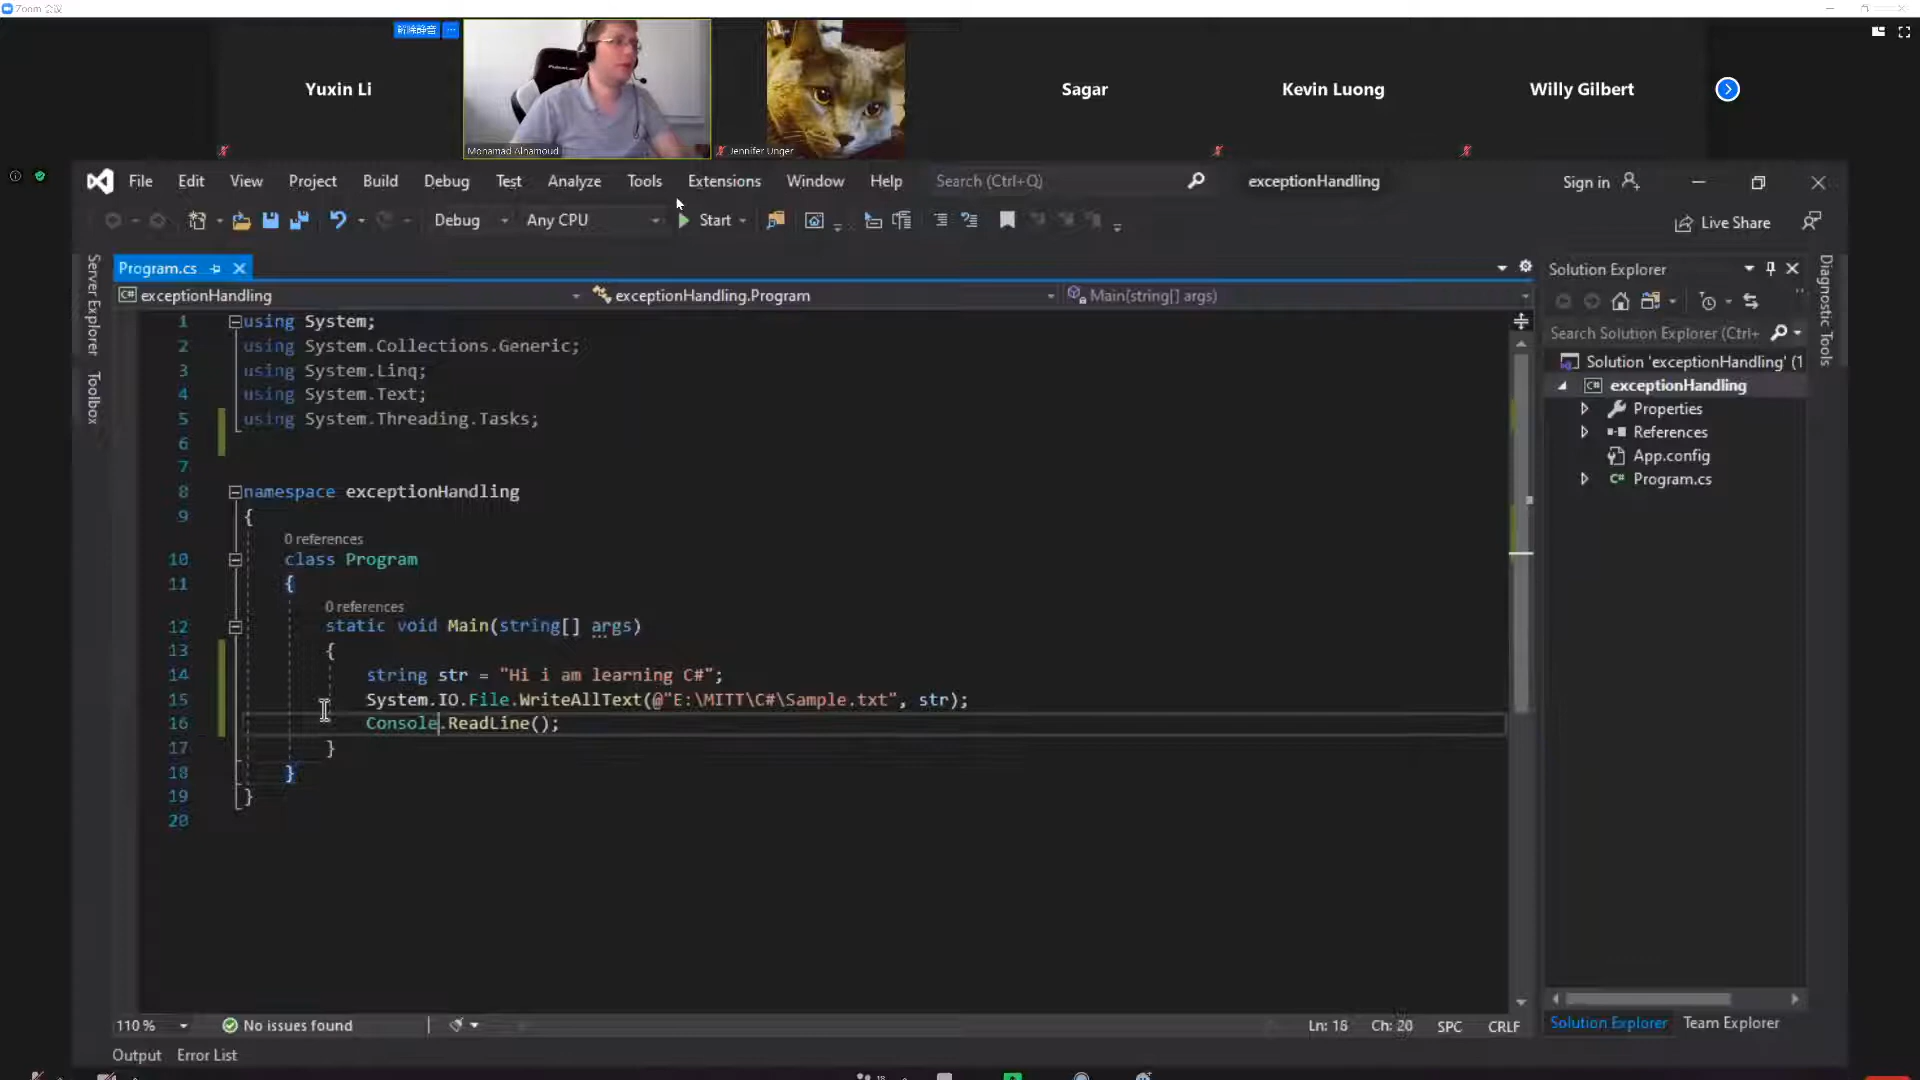 Zoom 会议
解除静音
...
Yuxin Li
Mohamad Alnamoud
Jennifer Unger
Sagar
Kevin Luong
Willy Gilbert
File Edit View Project Build Debug Test Analyze Tools Extensions Window Help Search (Ctrl+Q) exceptionHandling Sign in
Debug Any CPU Start Live Share
Server Explorer
Toolbox
Program.cs
exceptionHandling exceptionHandling.Program Main(string[] args)
1 using System;
2 using System.Collections.Generic;
3 using System.Linq;
4 using System.Text;
5 using System.Threading.Tasks;
6
7
8 namespace exceptionHandling
9 {
0 references
10 class Program
11 {
0 references
12 static void Main(string[] args)
13 {
14 string str = "Hi i am learning C#";
15 System.IO.File.WriteAllText(@"E:\MITT\C#\Sample.txt", str);
16 Console.ReadLine();
17 }
18 }
19 }
20
110 % No issues found Ln: 16 Ch: 20 SPC CRLF
Output Error List
Solution Explorer
Search Solution Explorer (Ctrl+
Solution 'exceptionHandling' (1
C# exceptionHandling
Properties
References
App.config
C# Program.cs
Solution Explorer Team Explorer
Diagnostic Tools